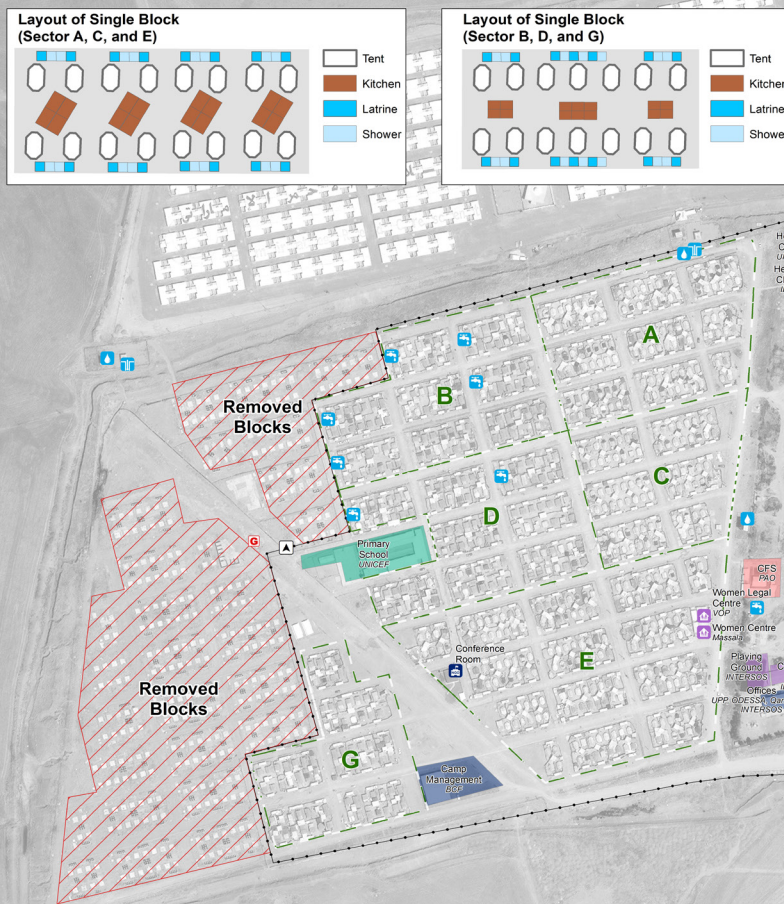 Layout of Single Block
(Sector A, C, and E)
Tent
Kitchen
Latrine
Shower
Layout of Single Block
(Sector B, D, and G)
Tent
Kitchen
Latrine
Shower
A
B
Removed
Blocks
C
D
G
Primary
School
UNICEF
CFS
PAO
Women Legal
Centre
VOP
Women Centre
Massala
Conference
Room
E
Playing
Ground
INTERSOS
Offices
UPP. ODESSA, Qan
INTERSOS
Removed
Blocks
G
Camp
Management
BCF